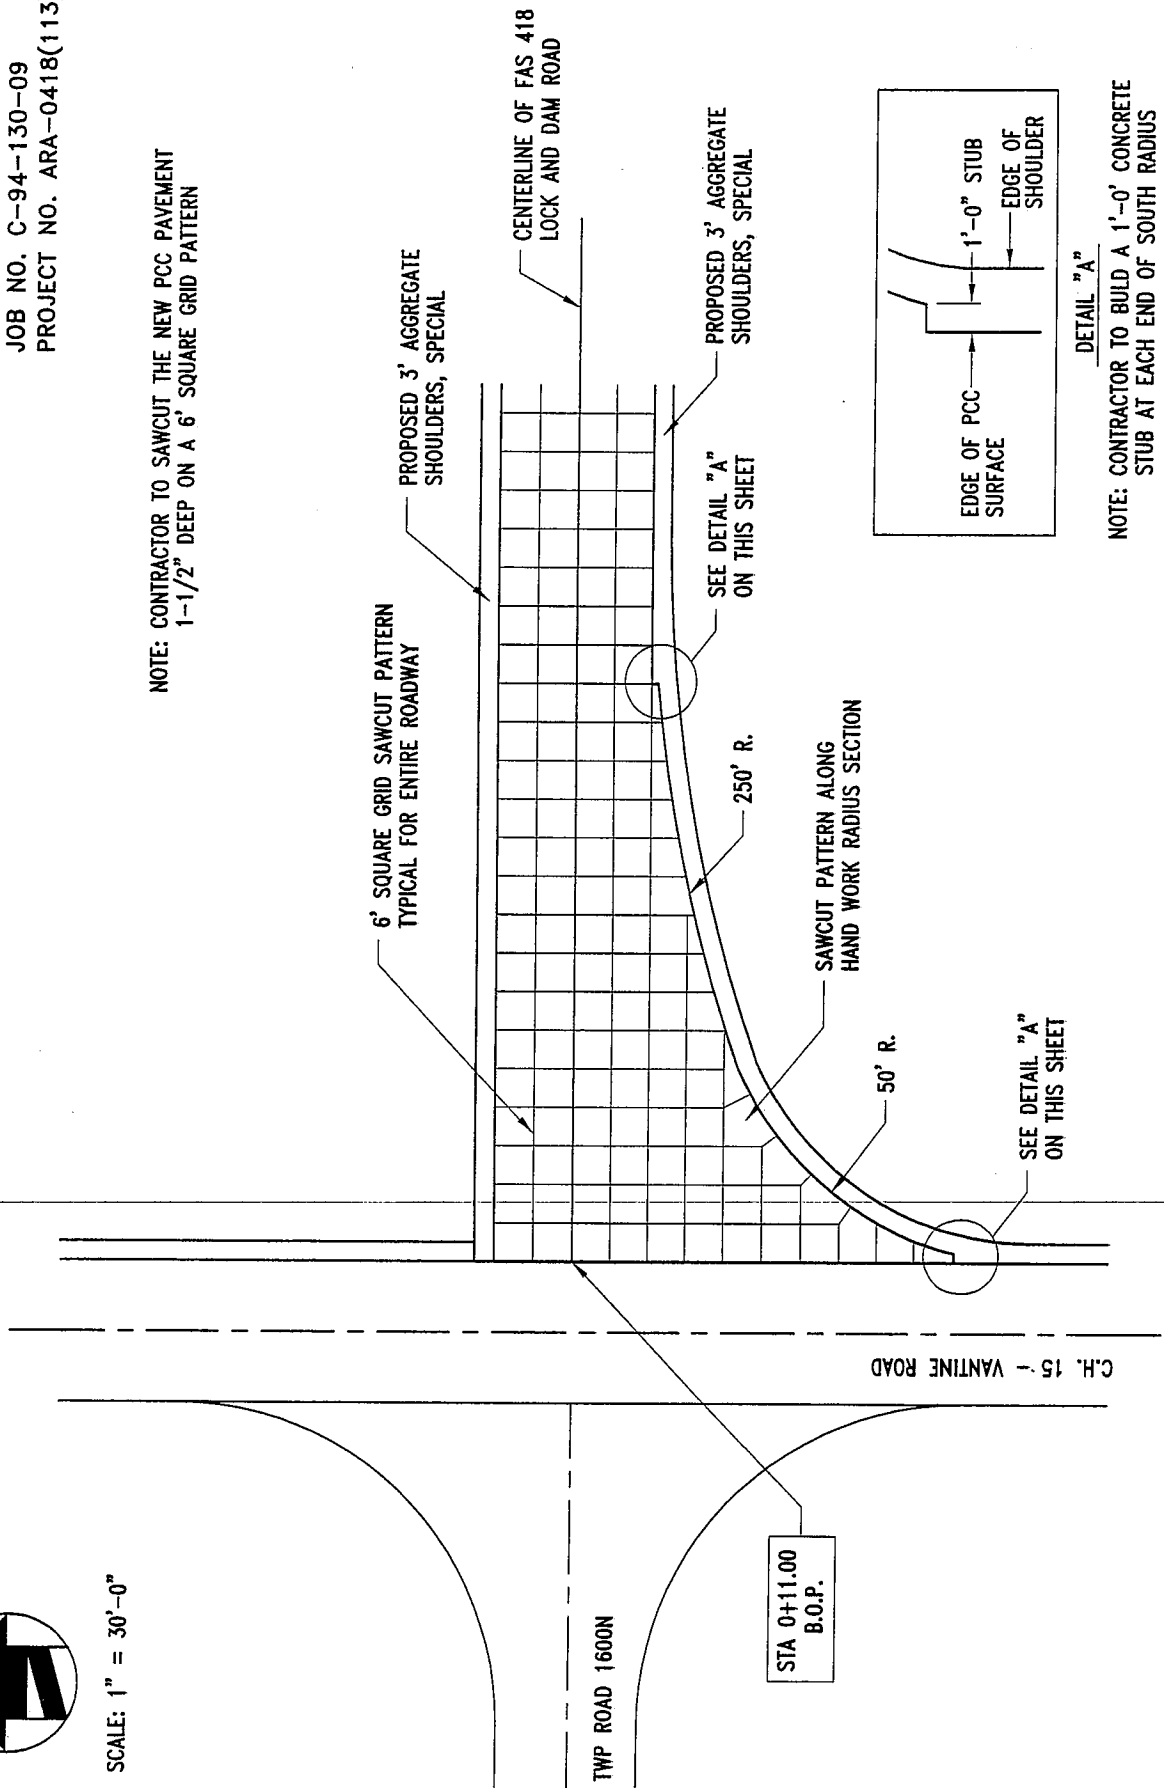 JOB NO. C-94-130-09
PROJECT NO. ARA-0418(113
NOTE: CONTRACTOR TO SAWCUT THE NEW PCC PAVEMENT
1-1/2" DEEP ON A 6' SQUARE GRID PATTERN
SCALE: 1" = 30'-0"
6' SQUARE GRID SAWCUT PATTERN
TYPICAL FOR ENTIRE ROADWAY
PROPOSED 3' AGGREGATE
SHOULDERS, SPECIAL
CENTERLINE OF FAS 418
LOCK AND DAM ROAD
TWP ROAD 1600N
STA 0+11.00
B.O.P.
C.H. 15 - VANTINE ROAD
PROPOSED 3' AGGREGATE
SHOULDERS, SPECIAL
SEE DETAIL "A"
ON THIS SHEET
250' R.
SAWCUT PATTERN ALONG
HAND WORK RADIUS SECTION
50' R.
SEE DETAIL "A"
ON THIS SHEET
1'-0" STUB
EDGE OF PCC
SURFACE
EDGE OF
SHOULDER
DETAIL "A"
NOTE: CONTRACTOR TO BULD A 1'-0' CONCRETE
STUB AT EACH END OF SOUTH RADIUS